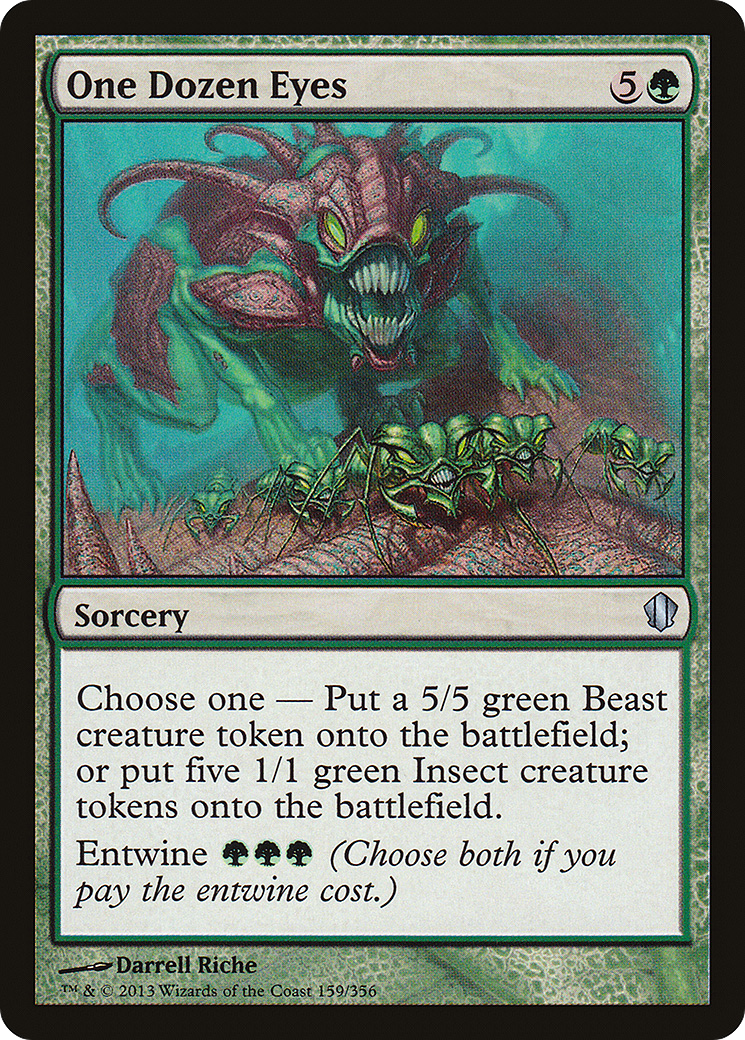 One Dozen Eyes 5
Sorcery
Choose one — Put a 5/5 green Beast
creature token onto the battlefield;
or put five 1/1 green Insect creature
tokens onto the battlefield.
Entwine (Choose both if you
pay the entwine cost.)
Darrell Riche
™ & © 2013 Wizards of the Coast 159/356